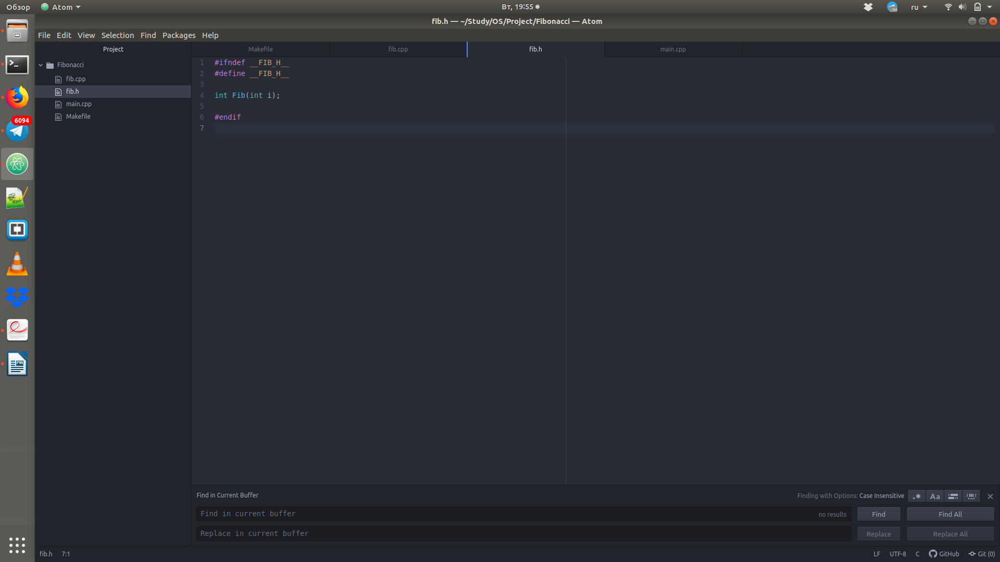 Обзор Atom Вт, 19:55 94 ru
fib.h — ~/Study/OS/Project/Fibonacci — Atom
File Edit View Selection Find Packages Help
Project
Fibonacci
fib.cpp
fib.h
main.cpp
Makefile
6094
Makefile fib.cpp fib.h main.cpp
1 #ifndef __FIB_H__
2 #define __FIB_H__
3
4 int Fib(int i);
5
6 #endif
7
Find in Current Buffer
Finding with Options: Case Insensitive .* Aa
Find in current buffer no results Find Find All
Replace in current buffer Replace Replace All
fib.h 7:1 LF UTF-8 C GitHub Git (0)